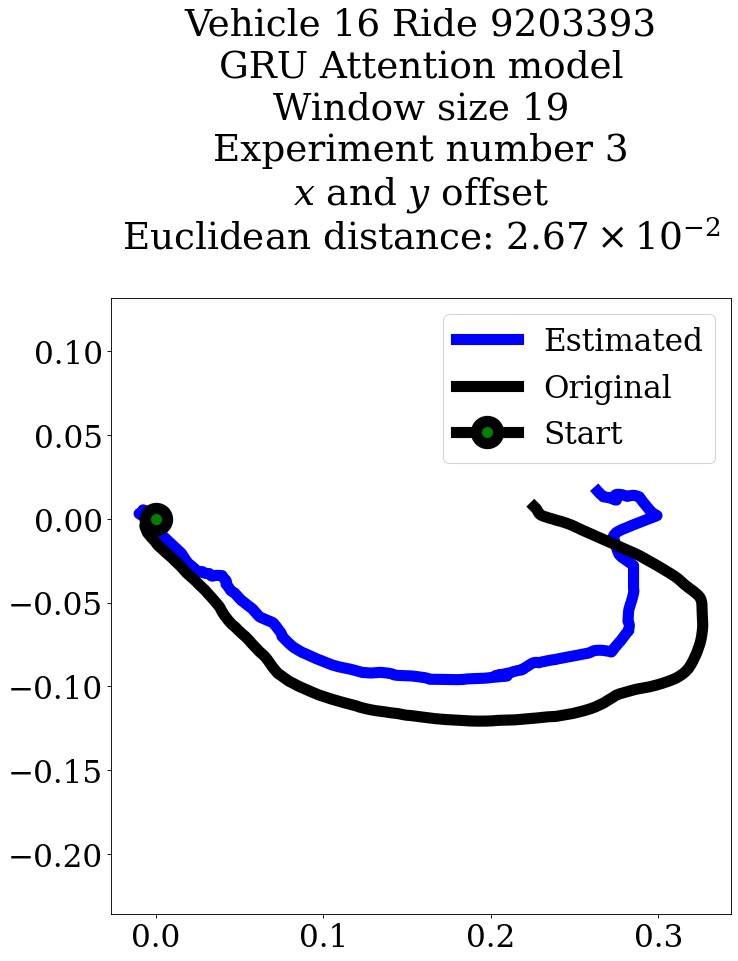 Vehicle 16 Ride 9203393
GRU Attention model
Window size 19
Experiment number 3
x and y offset
Euclidean distance: 2.67 × 10⁻²
Estimated
Original
Start
0.10
0.05
0.00
−0.05
−0.10
−0.15
−0.20
0.0 0.1 0.2 0.3